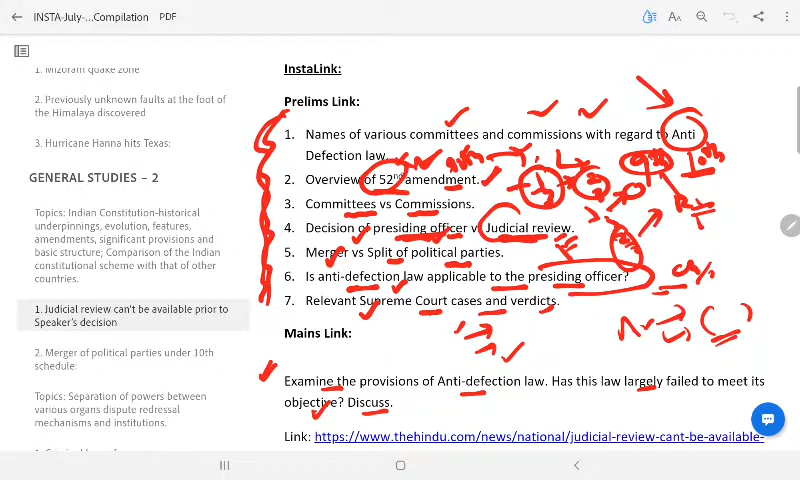 INSTA-July-...Compilation PDF
1. Mizoram quake zone
2. Previously unknown faults at the foot of
the Himalaya discovered
3. Hurricane Hanna hits Texas:
GENERAL STUDIES – 2
Topics: Indian Constitution-historical
underpinnings, evolution, features,
amendments, significant provisions and
basic structure; Comparison of the Indian
constitutional scheme with that of other
countries.
1. Judicial review can't be available prior to
Speaker's decision
2. Merger of political parties under 10th
schedule:
Topics: Separation of powers between
various organs dispute redressal
mechanisms and institutions.
InstaLink:
Prelims Link:
1. Names of various committees and commissions with regard to Anti
Defection law.
2. Overview of 52nd amendment.
3. Committees vs Commissions.
4. Decision of presiding officer vs Judicial review.
5. Merger vs Split of political parties.
6. Is anti-defection law applicable to the presiding officer?
7. Relevant Supreme Court cases and verdicts.
Mains Link:
Examine the provisions of Anti-defection law. Has this law largely failed to meet its
objective? Discuss.
Link: https://www.thehindu.com/news/national/judicial-review-cant-be-available-